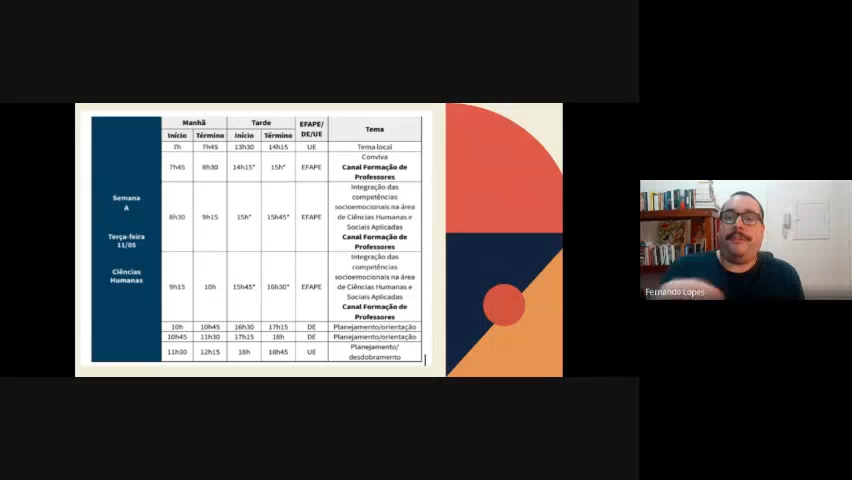 Manhã Tarde EFAPE/ DE/UE Tema
Início Término Início Término
7h 7h45 13h30 14h15 UE Tema local
7h45 8h30 14h15* 15h* EFAPE Conviva
Canal Formação de
Professores
Semana
A
Terça-feira
11/05
Ciências
Humanas
8h30 9h15 15h* 15h45* EFAPE Integração das
competências
socioemocionais na área
de Ciências Humanas e
Sociais Aplicadas
Canal Formação de
Professores
9h15 10h 15h45* 16h30* EFAPE Integração das
competências
socioemocionais na área
de Ciências Humanas e
Sociais Aplicadas
Canal Formação de
Professores
10h 10h45 16h30 17h15 DE Planejamento/orientação
10h45 11h30 17h15 18h DE Planejamento/orientação
11h30 12h15 18h 18h45 UE Planejamento/
desdobramento
Fernando Lopes